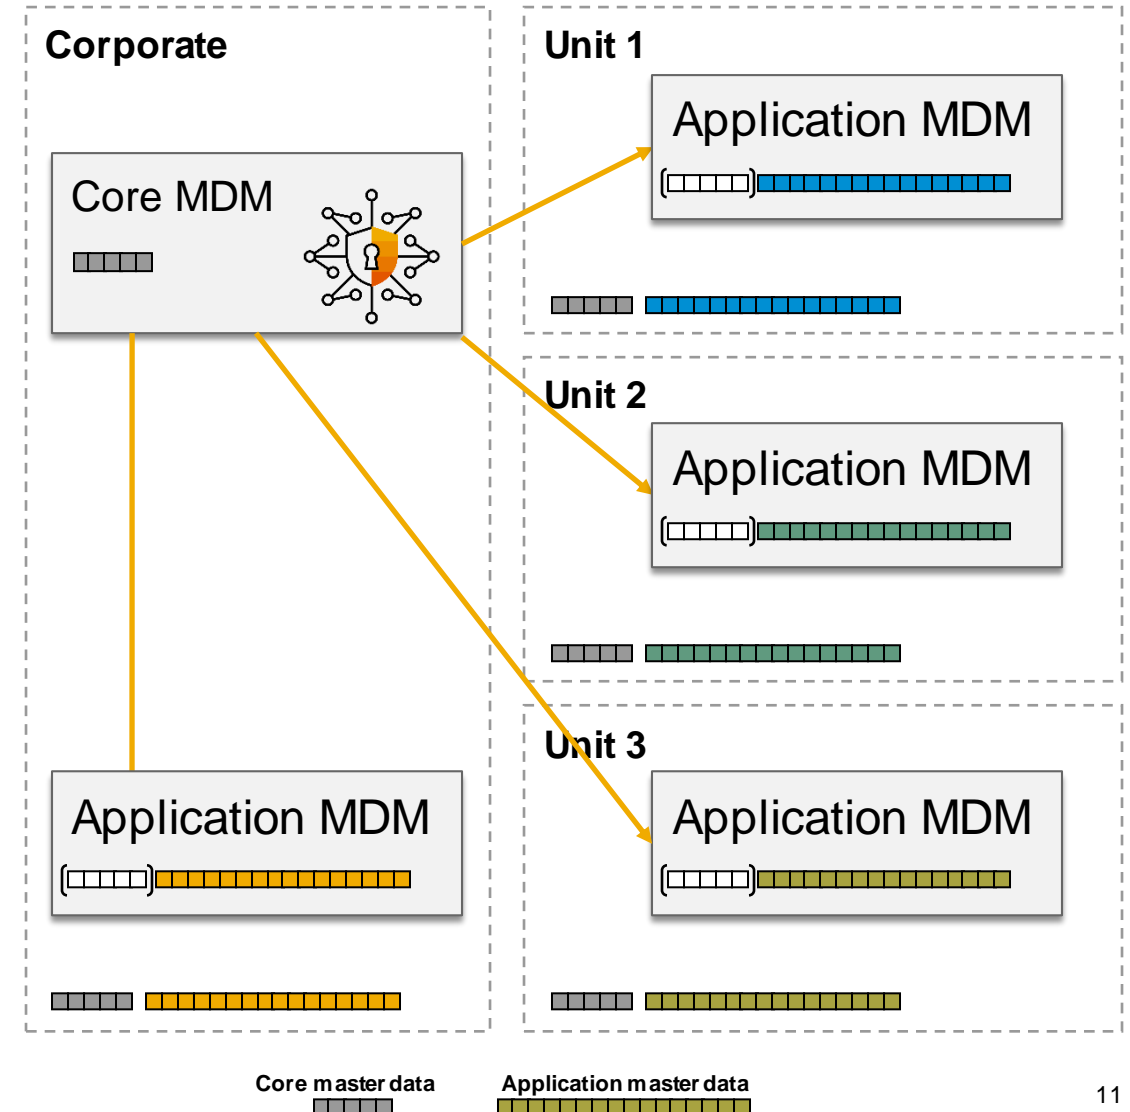 Corporate
Core MDM
Application MDM
Unit 1
Application MDM
Unit 2
Application MDM
Unit 3
Application MDM
Core master data
Application master data
11